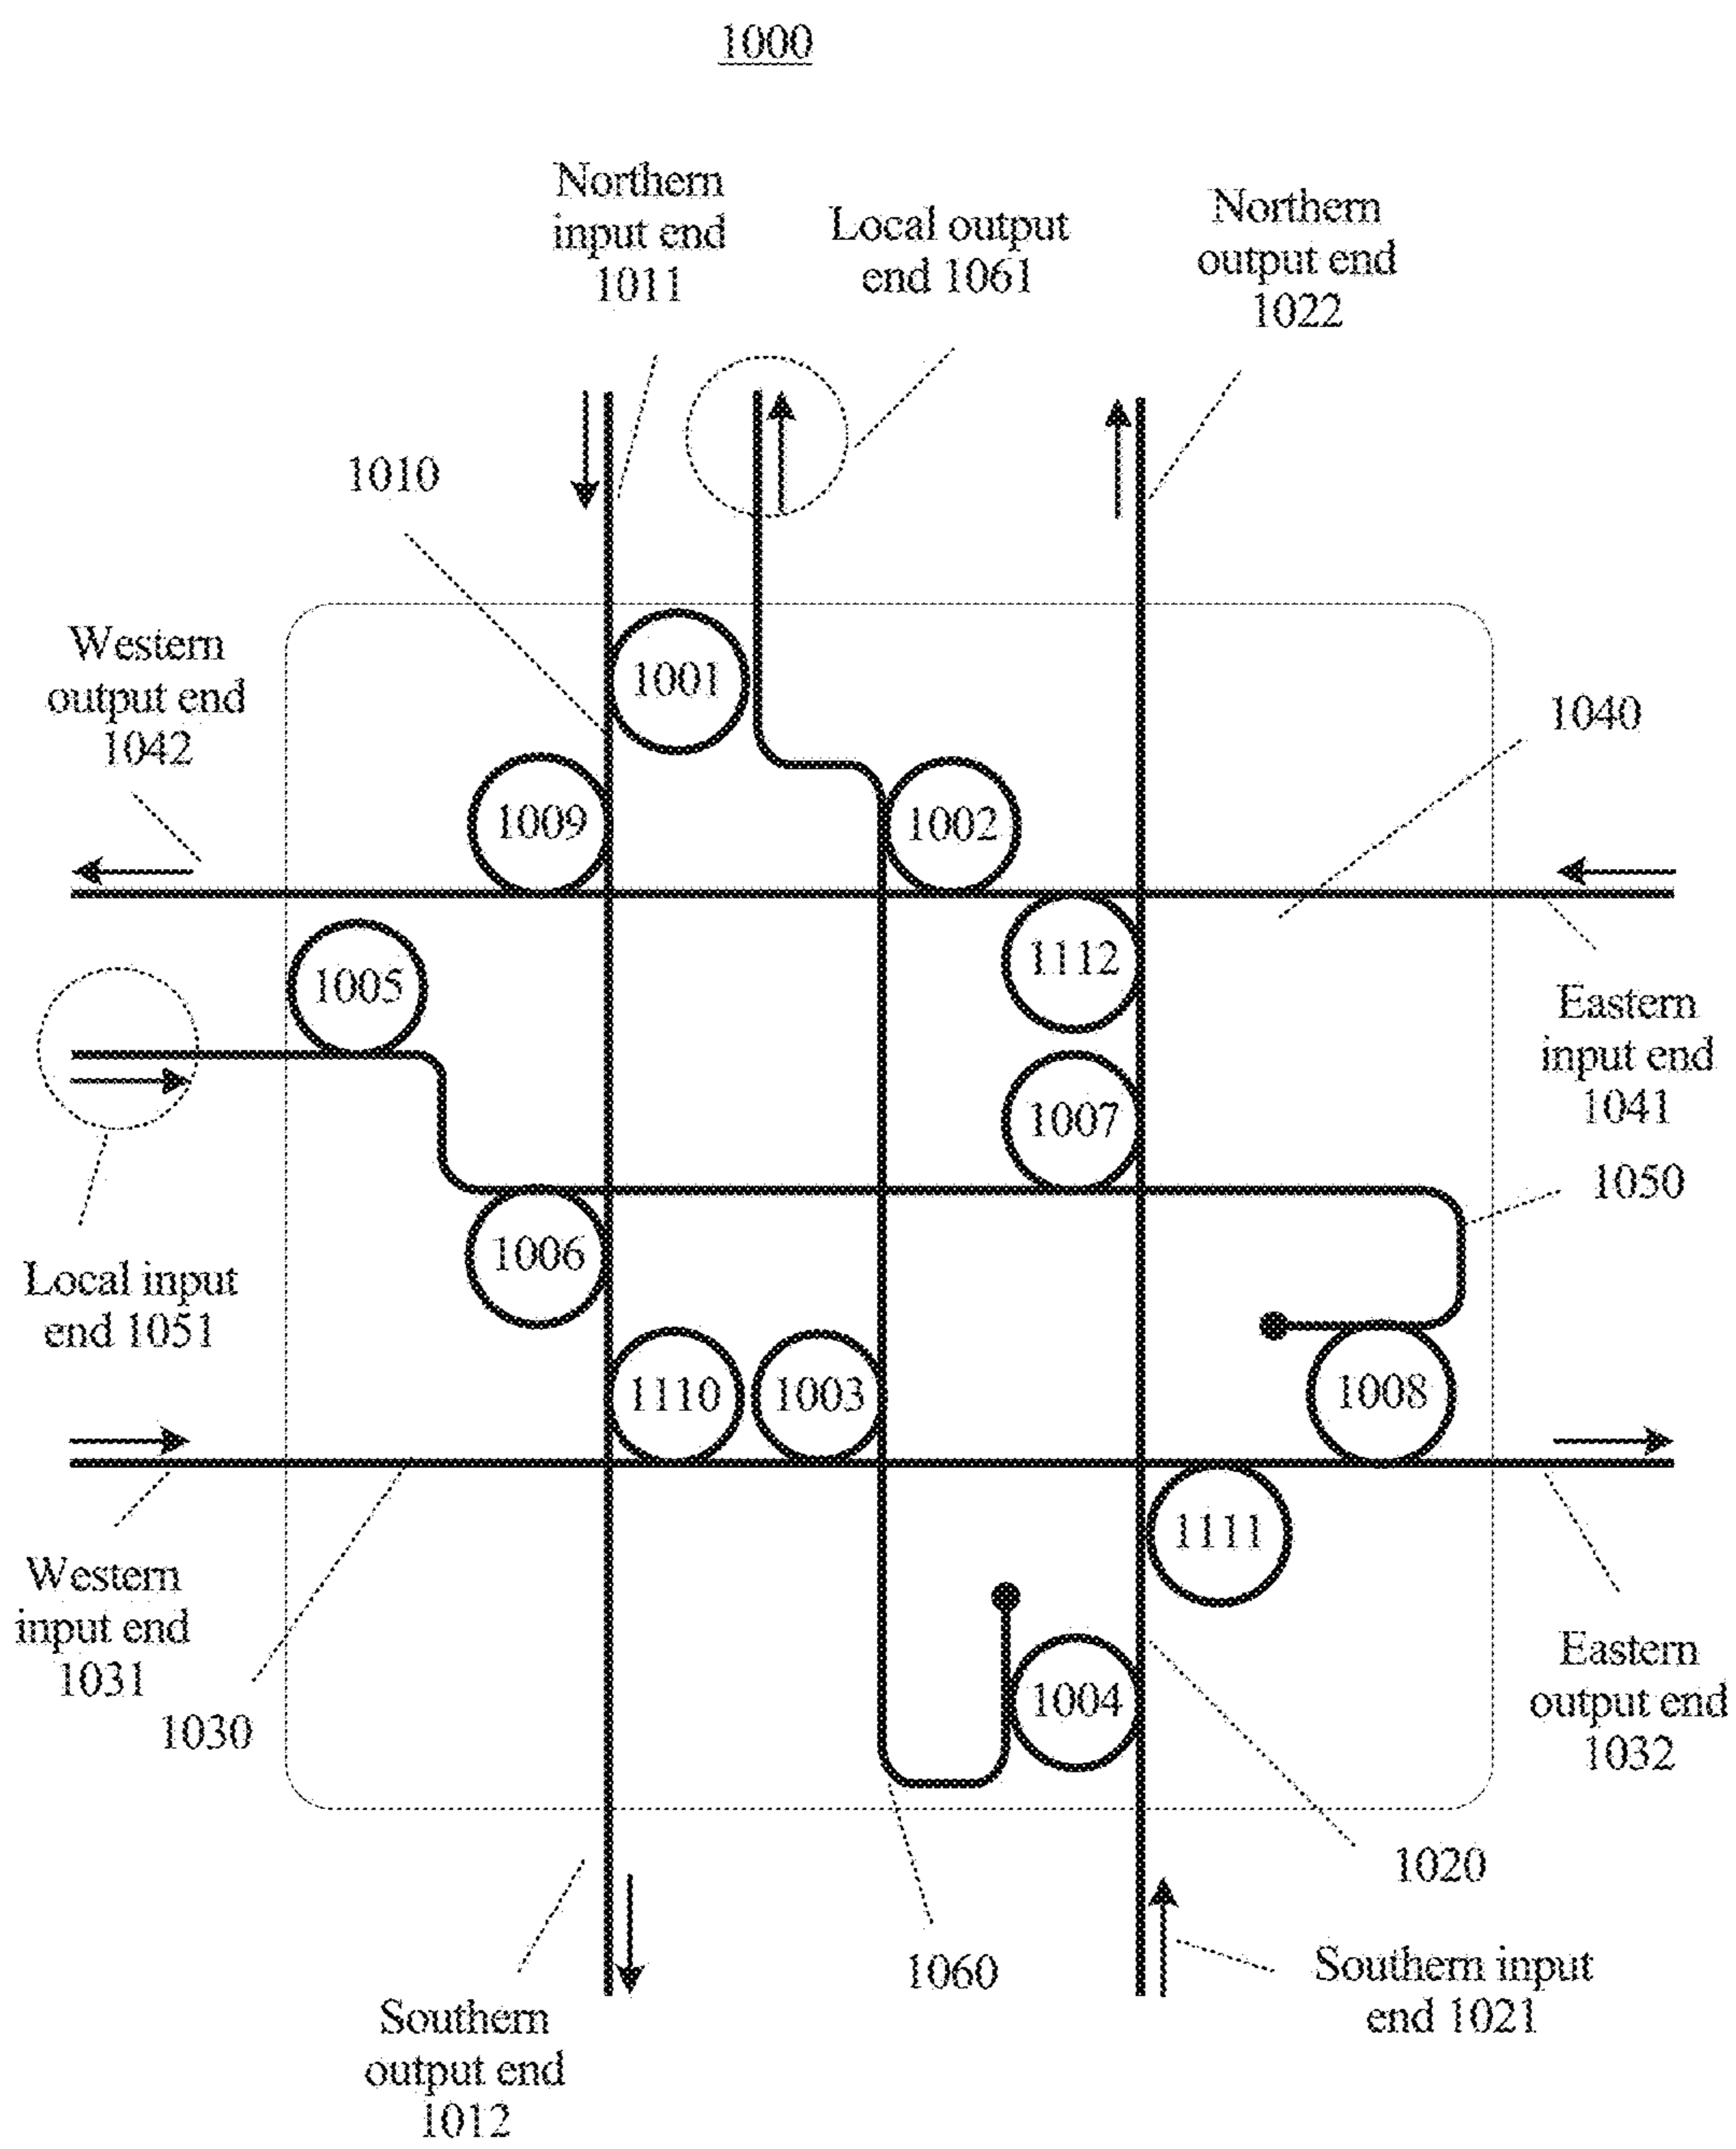 1000
Northern
input end
1011
Local output
end 1061
Northern
output end
1022
1010
Western
output end
1042
1001
1040
1009
1002
1005
1112
Eastern
input end
1041
1007
1050
Local input
end 1051
1006
1110
1003
1008
1111
Western
input end
1031
1030
1004
Eastern
output end
1032
1020
1060
Southern input
end 1021
Southern
output end
1012